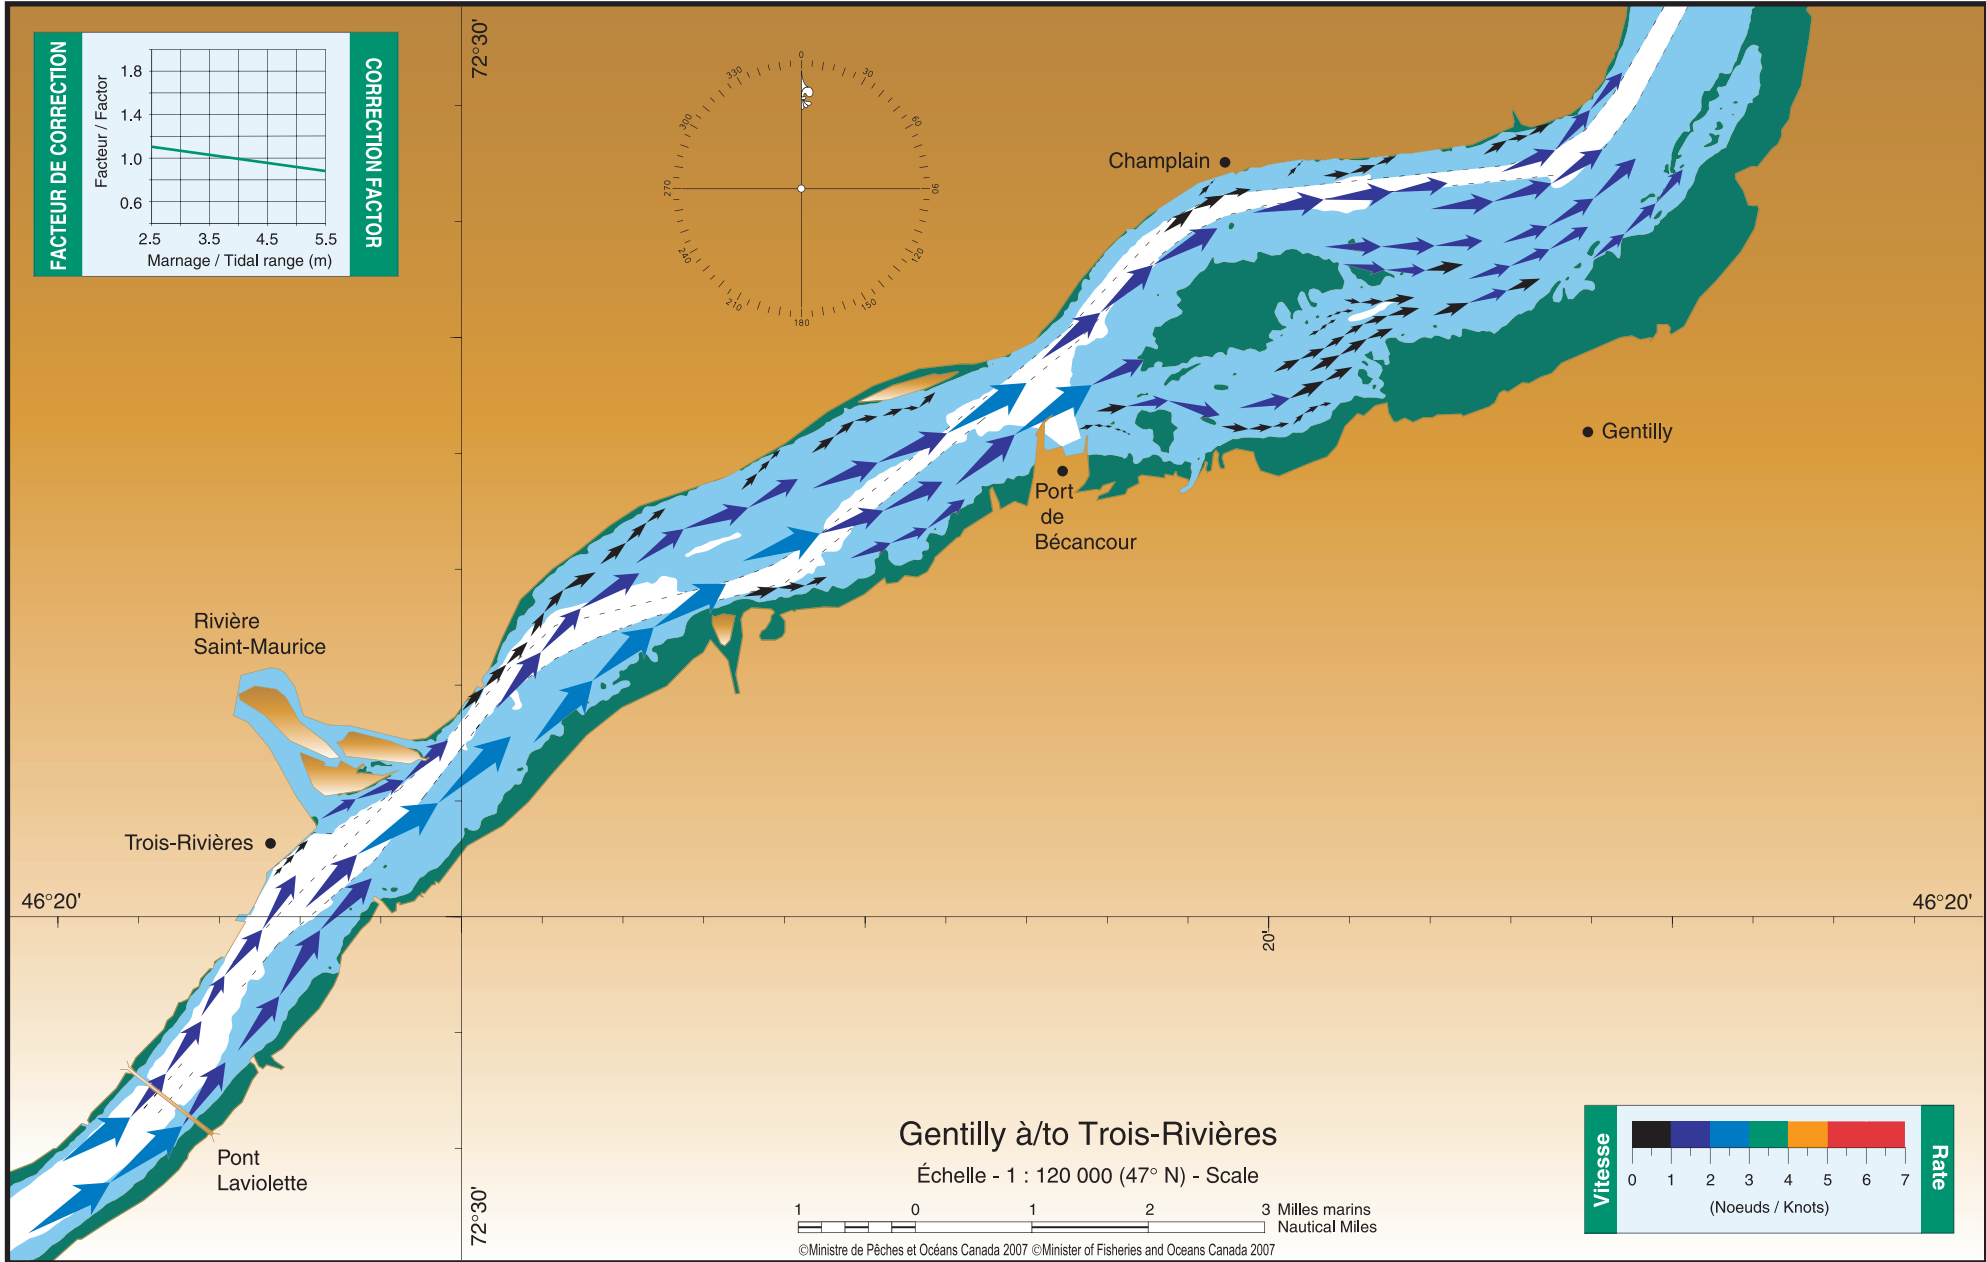 FACTEUR DE CORRECTION
Facteur / Factor
1.8
1.4
1.0
0.6
2.5 3.5 4.5 5.5
Marnage / Tidal range (m)
CORRECTION FACTOR
72°30'
0
30
60
90
120
150
180
210
240
270
300
330
Champlain
Gentilly
Port
de
Bécancour
Rivière
Saint-Maurice
Trois-Rivières
46°20'
46°20'
20'
Pont
Laviolette
72°30'
Gentilly à/to Trois-Rivières
Échelle - 1 : 120 000 (47° N) - Scale
1 0 1 2 3 Milles marins
Nautical Miles
©Ministre de Pêches et Océans Canada 2007 ©Minister of Fisheries and Oceans Canada 2007
Vitesse
0 1 2 3 4 5 6 7
(Noeuds / Knots)
Rate